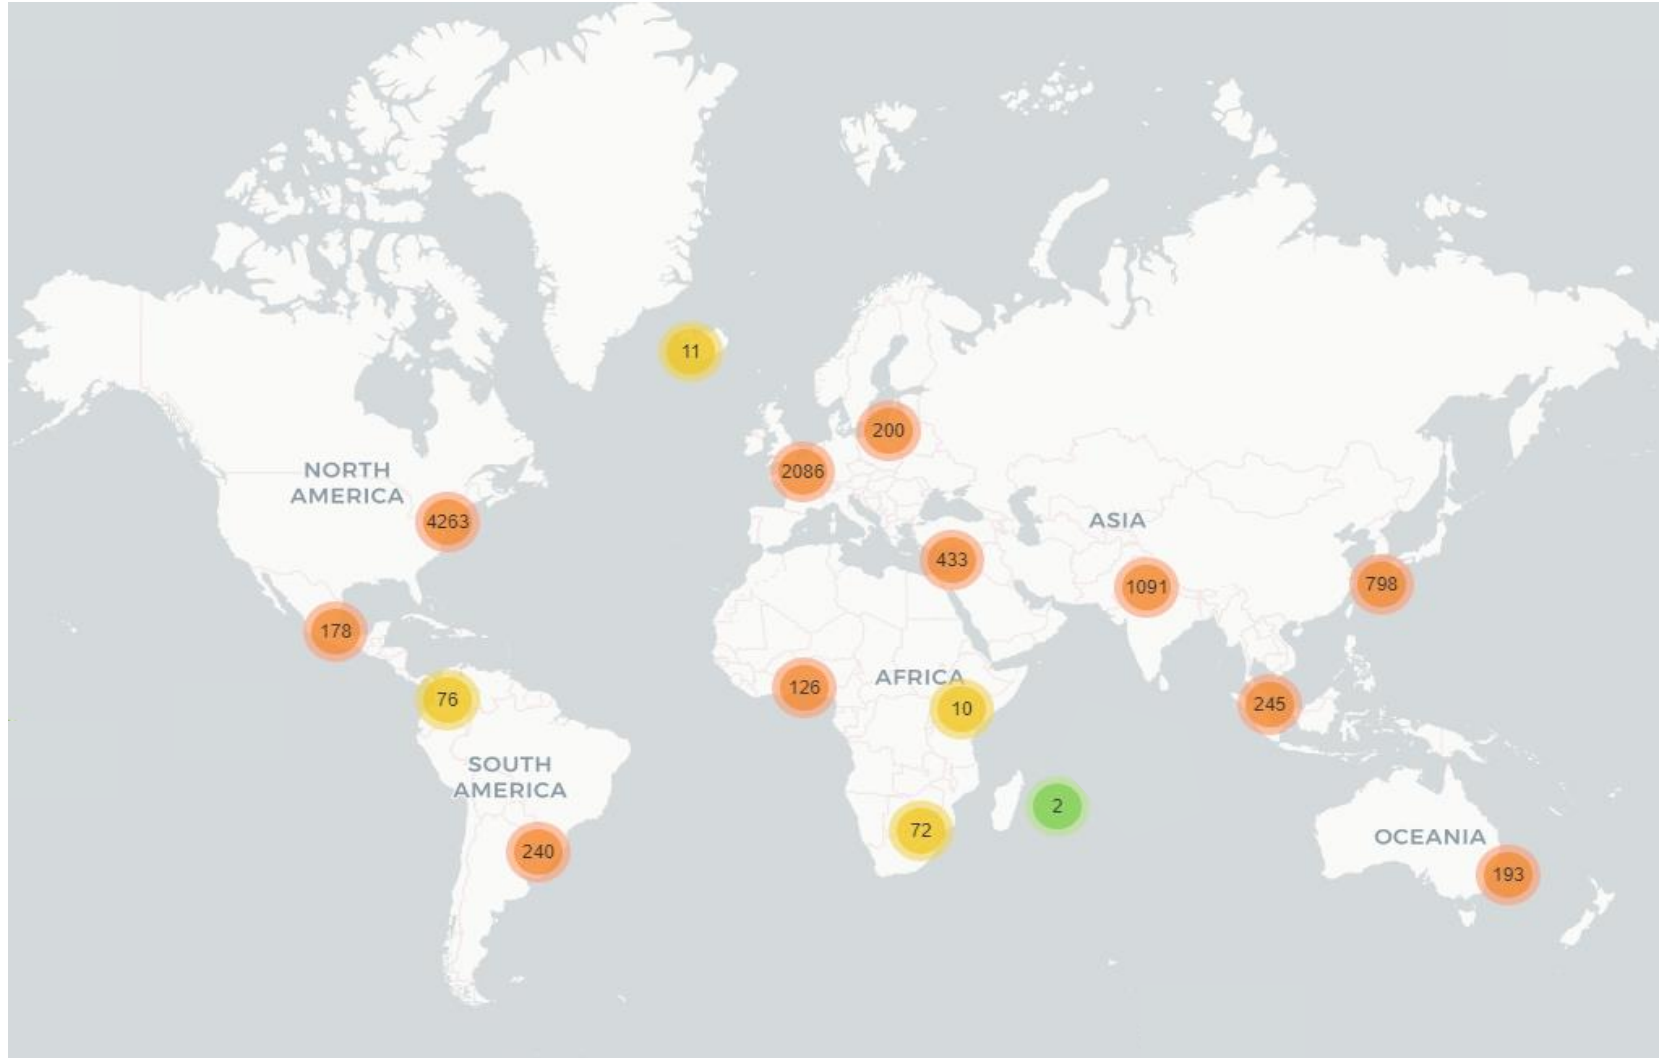 11
200
2086
NORTH
AMERICA
4263
ASIA
433
1091
798
178
126
AFRICA
76
10
245
SOUTH
AMERICA
2
72
OCEANIA
240
193